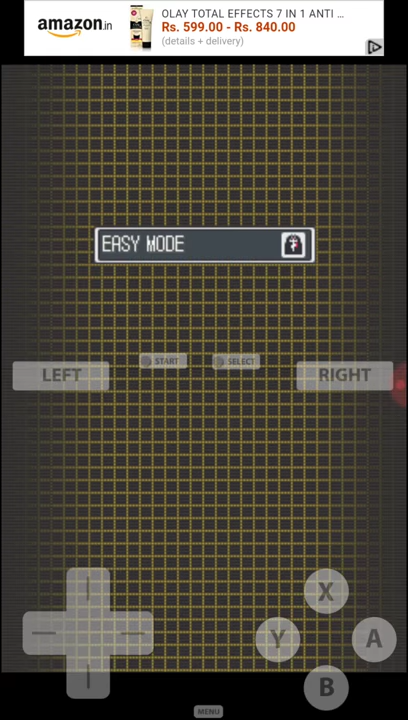 amazon.in
OLAY TOTAL EFFECTS 7 IN 1 ANTI ...
Rs. 599.00 - Rs. 840.00
(details + delivery)
EASY MODE
START
SELECT
LEFT
RIGHT
X
Y
A
B
MENU